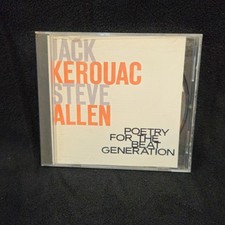 JACK
KEROUAC
STEVE
ALLEN
POETRY
FOR THE
BEAT
GENERATION